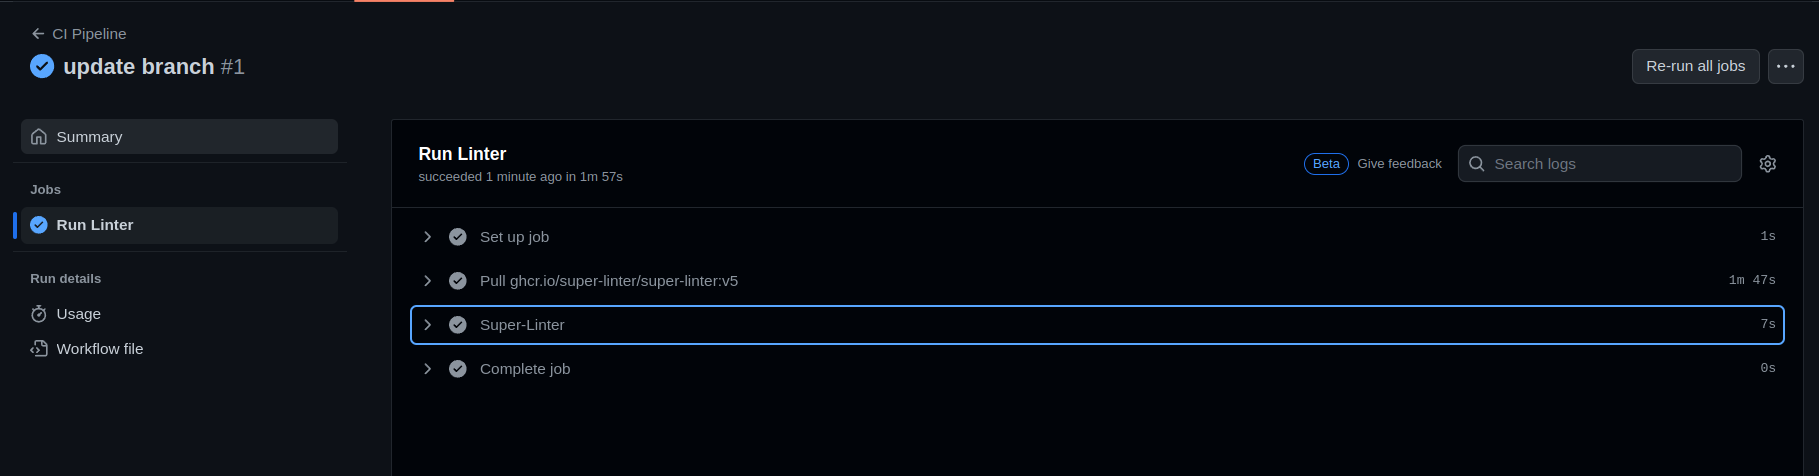 CI Pipeline
update branch #1
Re-run all jobs
Summary
Jobs
Run Linter
Run details
Usage
Workflow file
Run Linter
succeeded 1 minute ago in 1m 57s
Beta Give feedback
Search logs
Set up job 1s
Pull ghcr.io/super-linter/super-linter:v5 1m 47s
Super-Linter 7s
Complete job 0s